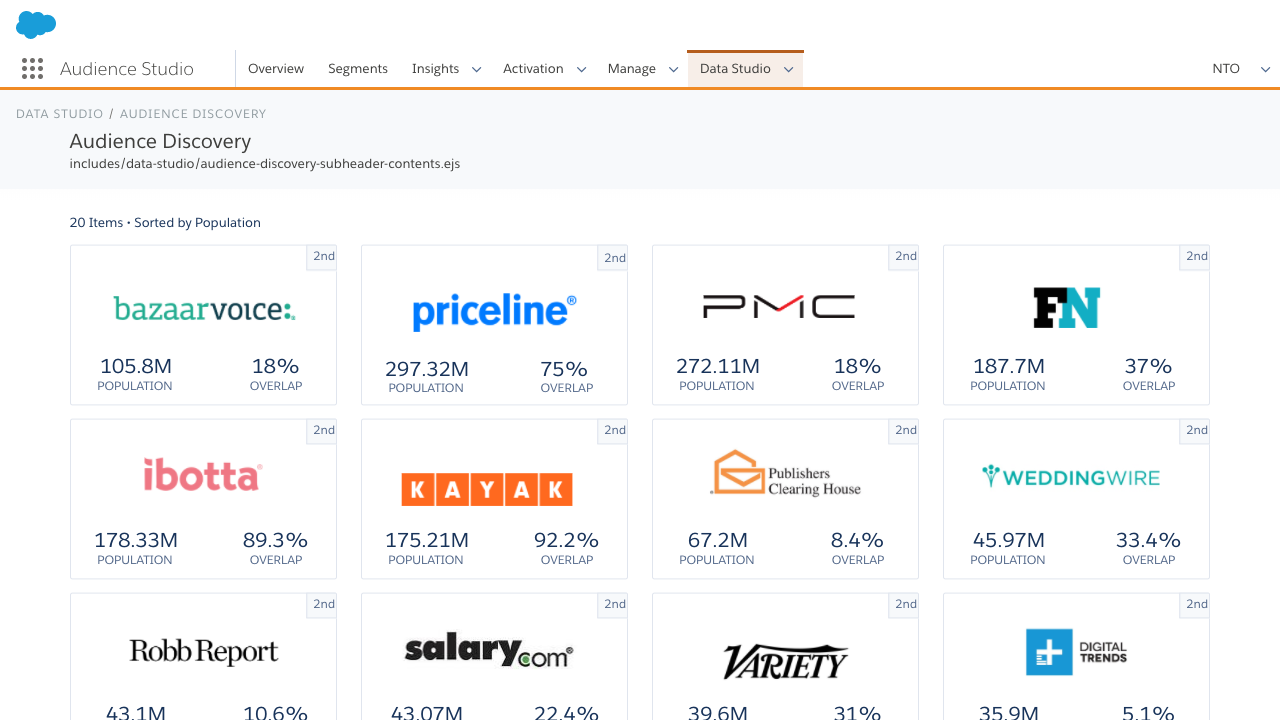 Audience Studio
Overview Segments Insights Activation Manage Data Studio NTO
DATA STUDIO / AUDIENCE DISCOVERY
Audience Discovery
includes/data-studio/audience-discovery-subheader-contents.ejs
20 Items • Sorted by Population
2nd 2nd 2nd 2nd
bazaarvoice:. priceline® PMC FN
105.8M 18% 297.32M 75% 272.11M 18% 187.7M 37%
POPULATION OVERLAP POPULATION OVERLAP POPULATION OVERLAP POPULATION OVERLAP
2nd 2nd 2nd 2nd
ibotta® KAYAK Publishers Clearing House WEDDINGWIRE
178.33M 89.3% 175.21M 92.2% 67.2M 8.4% 45.97M 33.4%
POPULATION OVERLAP POPULATION OVERLAP POPULATION OVERLAP POPULATION OVERLAP
2nd 2nd 2nd 2nd
Robb Report salary.com® VARIETY DIGITAL TRENDS
43.1M 10.6% 43.07M 22.4% 39.6M 31% 35.9M 5.1%